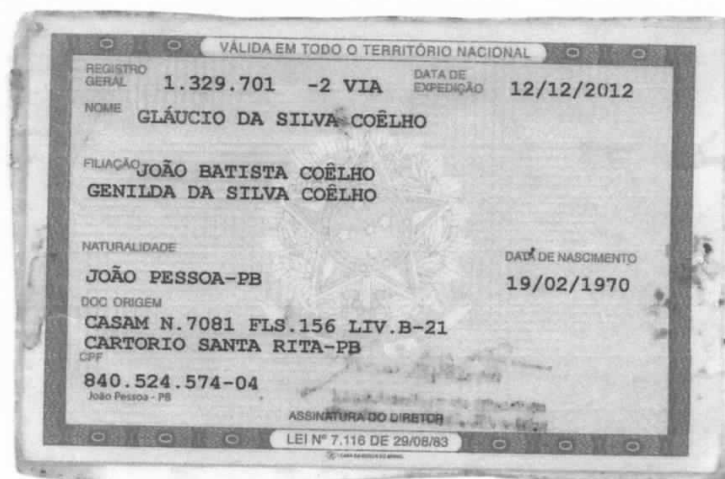 VÁLIDA EM TODO O TERRITÓRIO NACIONAL
REGISTRO GERAL 1.329.701 -2 VIA DATA DE EXPEDIÇÃO 12/12/2012
NOME GLÁUCIO DA SILVA COÊLHO
FILIAÇÃO JOÃO BATISTA COÊLHO
GENILDA DA SILVA COÊLHO
NATURALIDADE DATA DE NASCIMENTO
JOÃO PESSOA-PB 19/02/1970
DOC ORIGEM
CASAM N.7081 FLS.156 LIV.B-21
CARTORIO SANTA RITA-PB
CPF
840.524.574-04
João Pessoa - PB
ASSINATURA DO DIRETOR
LEI Nº 7.116 DE 29/08/83